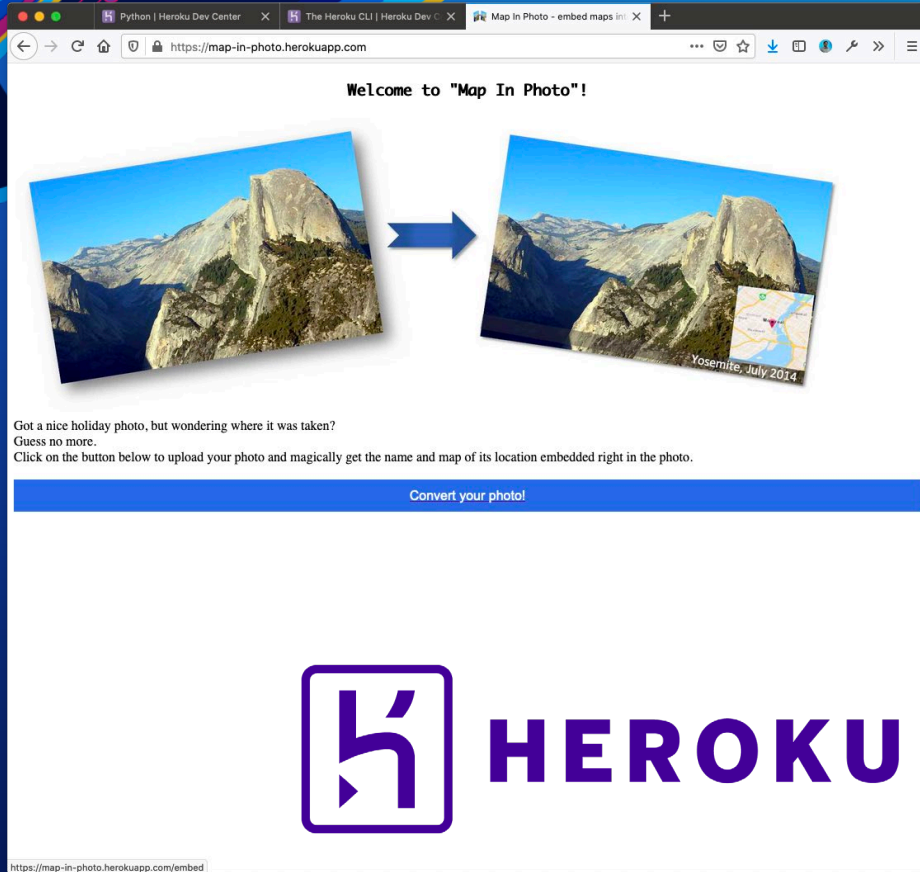 Python | Heroku Dev Center
The Heroku CLI | Heroku Dev C
Map In Photo - embed maps int
https://map-in-photo.herokuapp.com
Welcome to "Map In Photo"!
Yosemite, July 2014
Got a nice holiday photo, but wondering where it was taken?
Guess no more.
Click on the button below to upload your photo and magically get the name and map of its location embedded right in the photo.
Convert your photo!
HEROKU
https://map-in-photo.herokuapp.com/embed